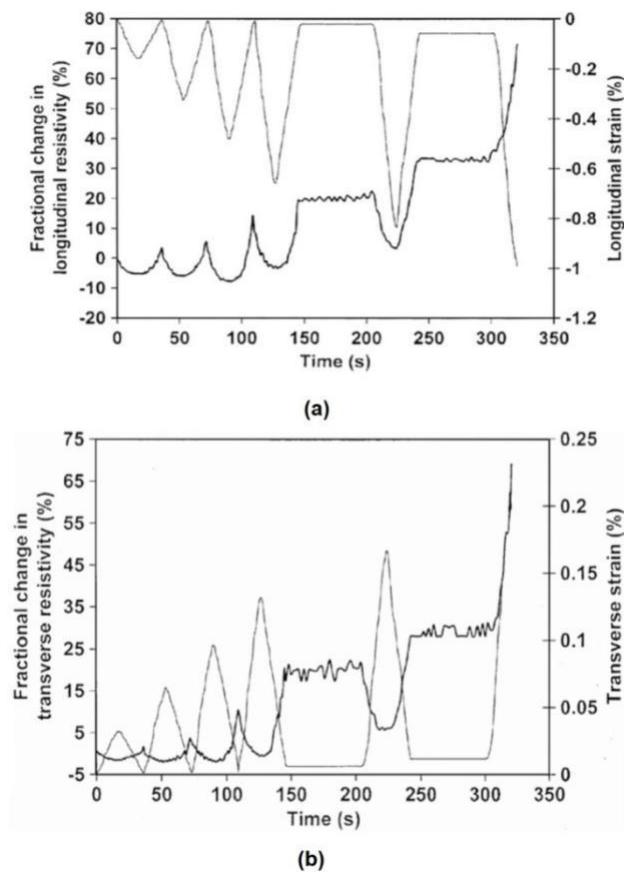 Fractional change in
longitudinal resistivity (%)
80
70
60
50
40
30
20
10
0
-10
-20
0
-0.2
-0.4
-0.6
-0.8
-1
-1.2
Longitudinal strain (%)
0 50 100 150 200 250 300 350
Time (s)
(a)
Fractional change in
transverse resistivity (%)
75
65
55
45
35
25
15
5
-5
0.25
0.2
0.15
0.1
0.05
0
Transverse strain (%)
0 50 100 150 200 250 300 350
Time (s)
(b)